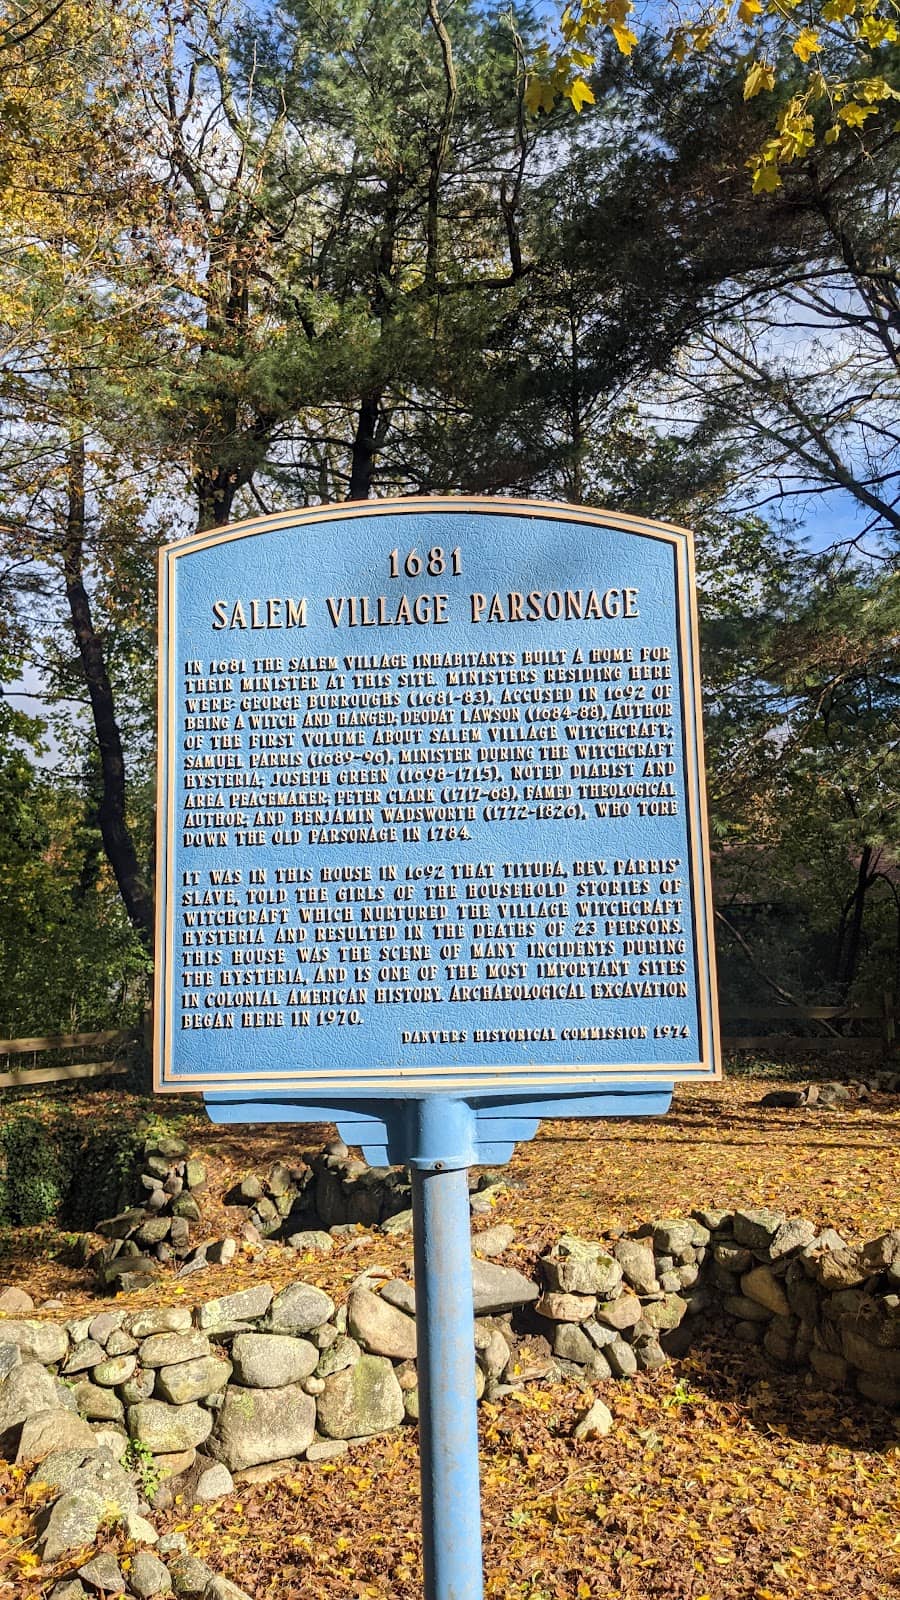 1681
SALEM VILLAGE PARSONAGE
IN 1681 THE SALEM VILLAGE INHABITANTS BUILT A HOME FOR
THEIR MINISTER AT THIS SITE. MINISTERS RESIDING HERE
WERE: GEORGE BURROUGHS (1681-83), ACCUSED IN 1692 OF
BEING A WITCH AND HANGED; DEODAT LAWSON (1684-88), AUTHOR
OF THE FIRST VOLUME ABOUT SALEM VILLAGE WITCHCRAFT;
SAMUEL PARRIS (1689-96), MINISTER DURING THE WITCHCRAFT
HYSTERIA; JOSEPH GREEN (1698-1715), NOTED DIARIST AND
AREA PEACEMAKER; PETER CLARK (1717-68), FAMED THEOLOGICAL
AUTHOR; AND BENJAMIN WADSWORTH (1772-1826), WHO TORE
DOWN THE OLD PARSONAGE IN 1784.
IT WAS IN THIS HOUSE IN 1692 THAT TITUBA, REV. PARRIS'
SLAVE, TOLD THE GIRLS OF THE HOUSEHOLD STORIES OF
WITCHCRAFT WHICH NURTURED THE VILLAGE WITCHCRAFT
HYSTERIA AND RESULTED IN THE DEATHS OF 23 PERSONS.
THIS HOUSE WAS THE SCENE OF MANY INCIDENTS DURING
THE HYSTERIA, AND IS ONE OF THE MOST IMPORTANT SITES
IN COLONIAL AMERICAN HISTORY. ARCHAEOLOGICAL EXCAVATION
BEGAN HERE IN 1970.
DANVERS HISTORICAL COMMISSION 1974